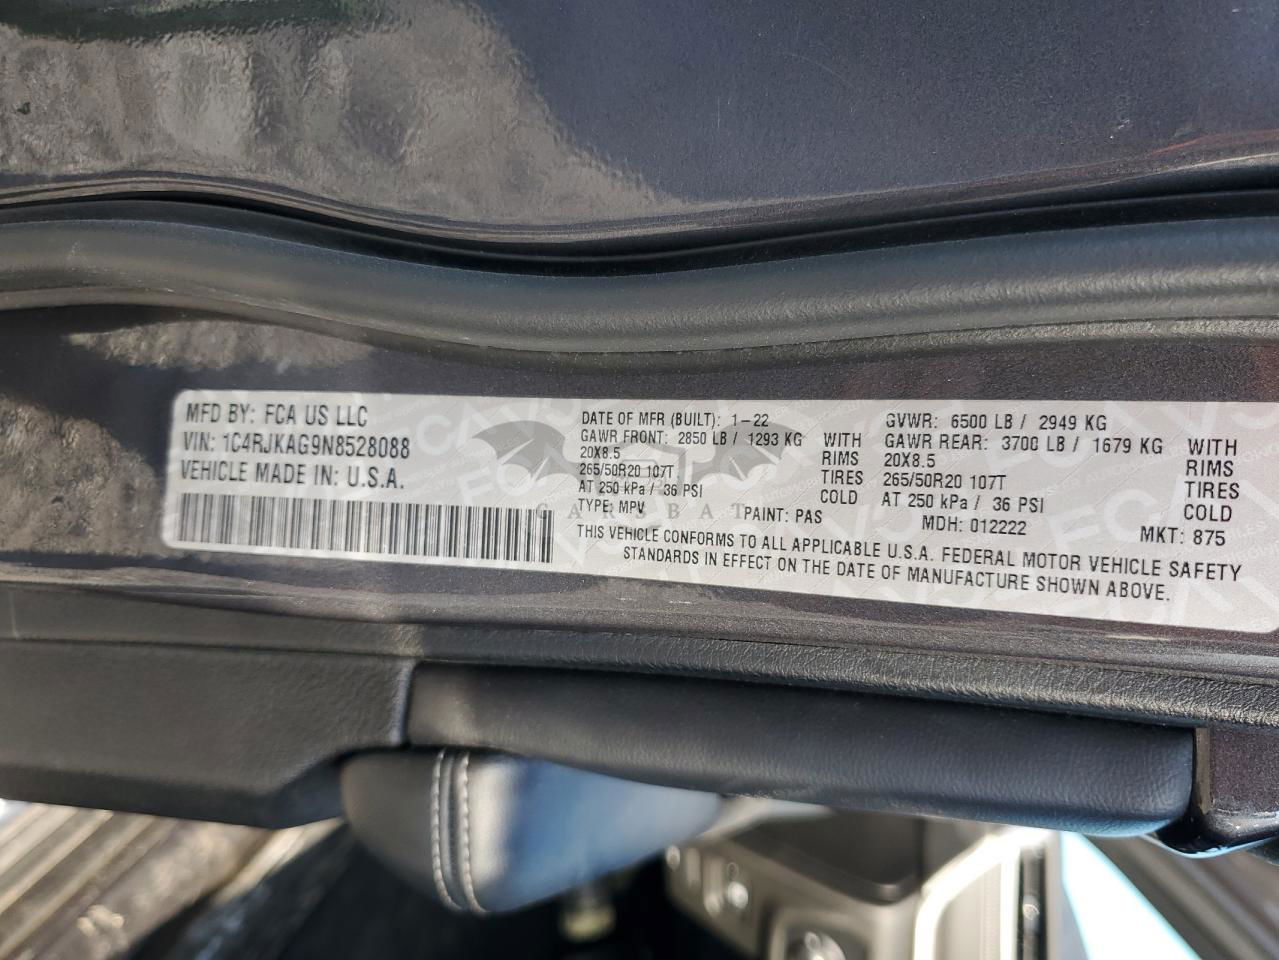 MFD BY: FCA US LLC
VIN: 1C4RJKAG9N8528088
VEHICLE MADE IN: U.S.A.
DATE OF MFR (BUILT): 1-22
GAWR FRONT: 2850 LB / 1293 KG WITH
20X8.5 RIMS
265/50R20 107T TIRES
AT 250 kPa / 36 PSI COLD
TYPE: MPV PAINT: PAS
GVWR: 6500 LB / 2949 KG
GAWR REAR: 3700 LB / 1679 KG WITH
20X8.5 RIMS
265/50R20 107T TIRES
AT 250 kPa / 36 PSI COLD
MDH: 012222 MKT: 875
THIS VEHICLE CONFORMS TO ALL APPLICABLE U.S.A. FEDERAL MOTOR VEHICLE SAFETY
STANDARDS IN EFFECT ON THE DATE OF MANUFACTURE SHOWN ABOVE.
CARSBAT